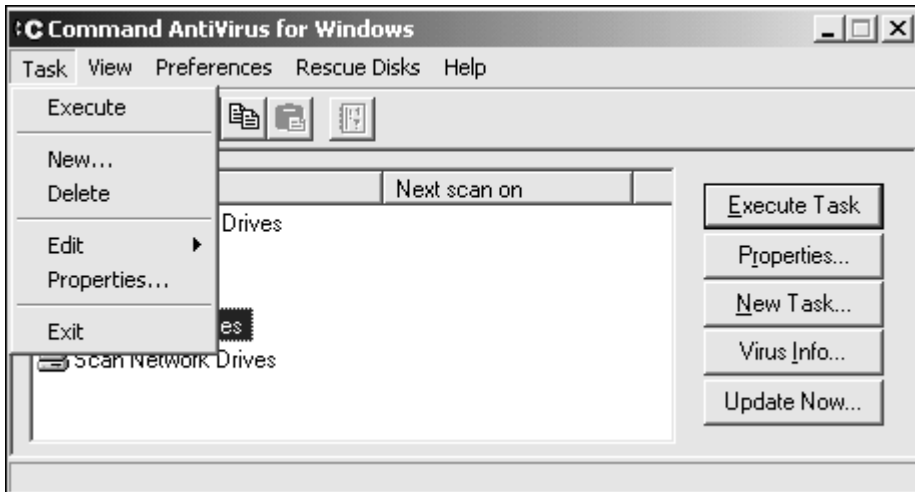 Command AntiVirus for Windows
Task View Preferences Rescue Disks Help
Execute
New...
Delete
Edit
Properties...
Exit
Next scan on
Drives
es
Scan Network Drives
Execute Task
Properties...
New Task...
Virus Info...
Update Now...